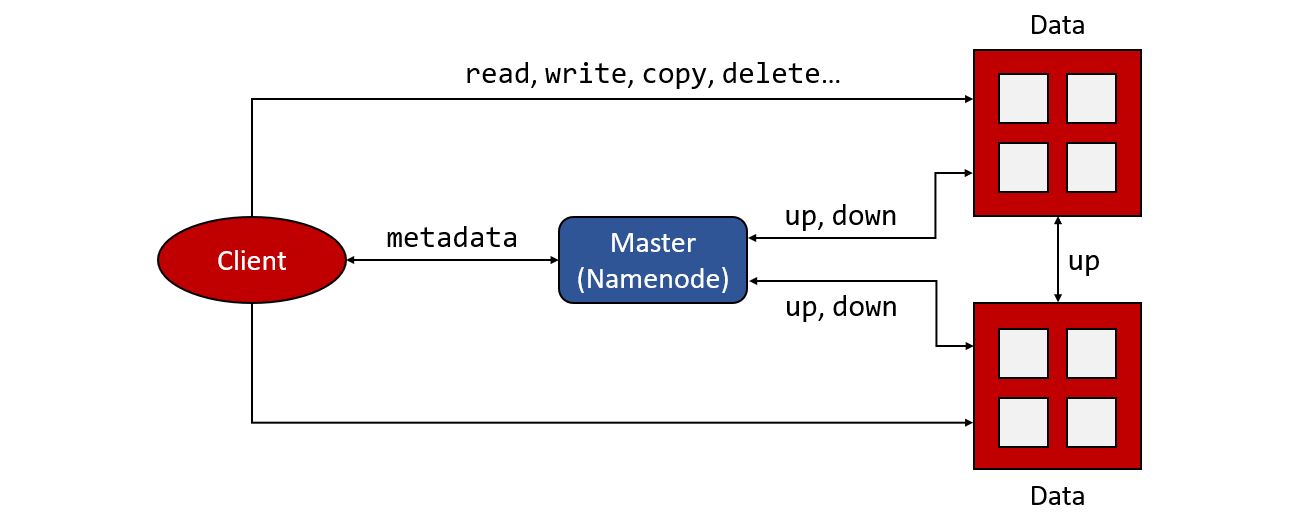 Data
read, write, copy, delete…
up, down
metadata
Master
(Namenode)
Client
up
up, down
Data